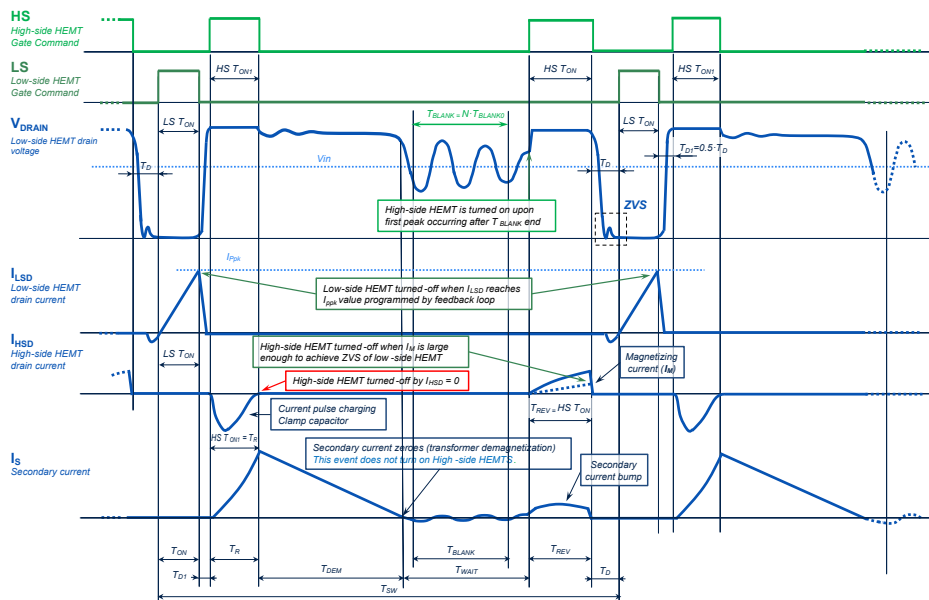 HS
High-side HEMT
Gate Command
HS TON1
HS TON
HS TON1
LS
Low-side HEMT
Gate Command
LS TON
LS TON
VDRAIN
Low-side HEMT drain
voltage
TBLANK = N· TBLANK0
TD
Vin
TD
TD1=0.5· TD
ZVS
High-side HEMT is turned on upon
first peak occurring after T BLANK end
IPpk
ILSD
Low-side HEMT
drain current
Low-side HEMT turned-off when ILSD reaches
Ippk value programmed by feedback loop
IHSD
High-side HEMT
drain current
LS TON
High-side HEMT turned-off when IM is large
enough to achieve ZVS of low -side HEMT
Magnetizing
current (IM)
High-side HEMT turned-off by IHSD = 0
Current pulse charging
Clamp capacitor
TREV = HS TON
HS TON1 = TR
IS
Secondary current
Secondary current zeroes (transformer demagnetization)
This event does not turn on High -side HEMTS.
Secondary
current bump
TON
TR
TBLANK
TREV
TD1
TDEM
TWAIT
TD
TSW